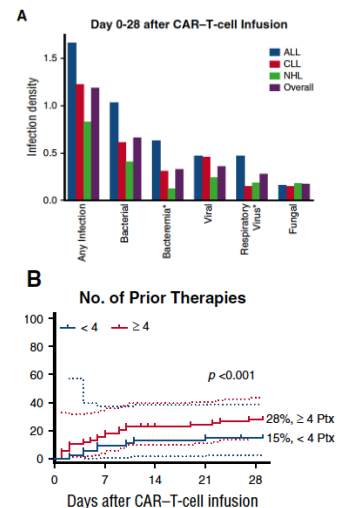 A
Day 0-28 after CAR–T-cell Infusion
ALL
CLL
NHL
Overall
Infection density
1.5
1.0
0.5
0.0
Any Infection
Bacterial
Bacteremia*
Viral
Respiratory
Virus*
Fungal
B
No. of Prior Therapies
< 4 ≥ 4
100
80
60
40
20
0
p <0.001
28%, ≥ 4 Ptx
15%, < 4 Ptx
0 7 14 21 28
Days after CAR–T-cell infusion